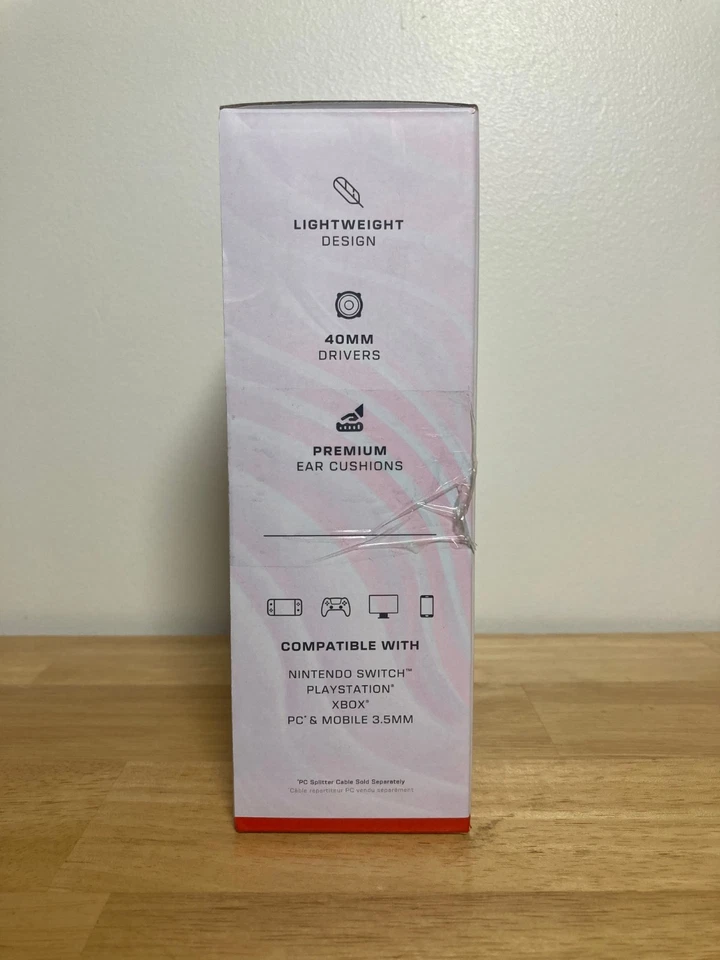 LIGHTWEIGHT
DESIGN
40MM
DRIVERS
PREMIUM
EAR CUSHIONS
COMPATIBLE WITH
NINTENDO SWITCH™
PLAYSTATION®
XBOX®
PC* & MOBILE 3.5MM
*PC Splitter Cable Sold Separately
*Câble répartiteur PC vendu séparément